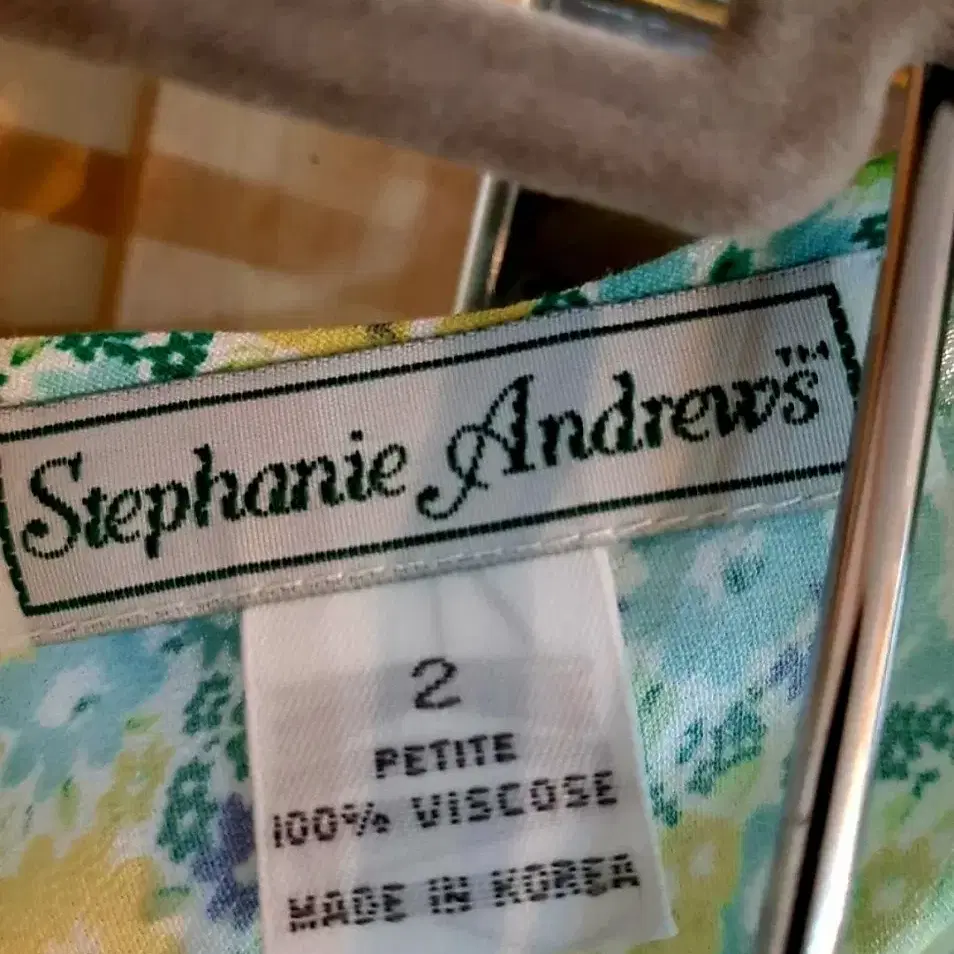 Stephanie Andrews™
2
PETITE
100% VISCOSE
MADE IN KOREA